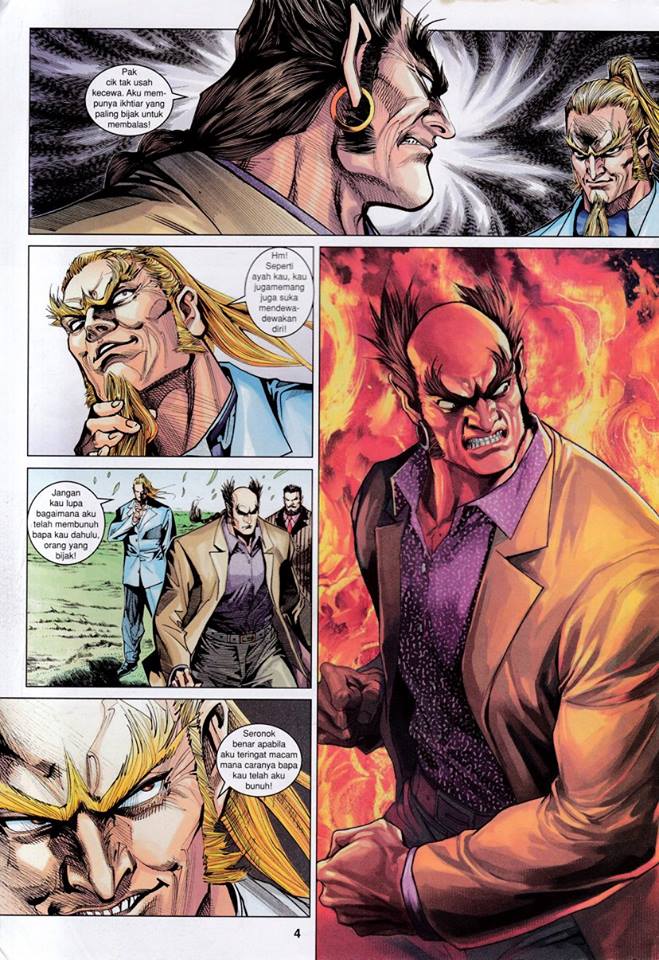 Pak
cik tak usah
kecewa. Aku mem-
punya ikhtiar yang
paling bijak untuk
membalas!
Hm!
Seperti
ayah kau, kau
jugamemang
juga suka
mendewa-
dewakan
diri!
Jangan
kau lupa
bagaimana aku
telah membunuh
bapa kau dahulu,
orang yang
bijak!
Seronok
benar apabila
aku teringat macam
mana caranya bapa
kau telah aku
bunuh!
4